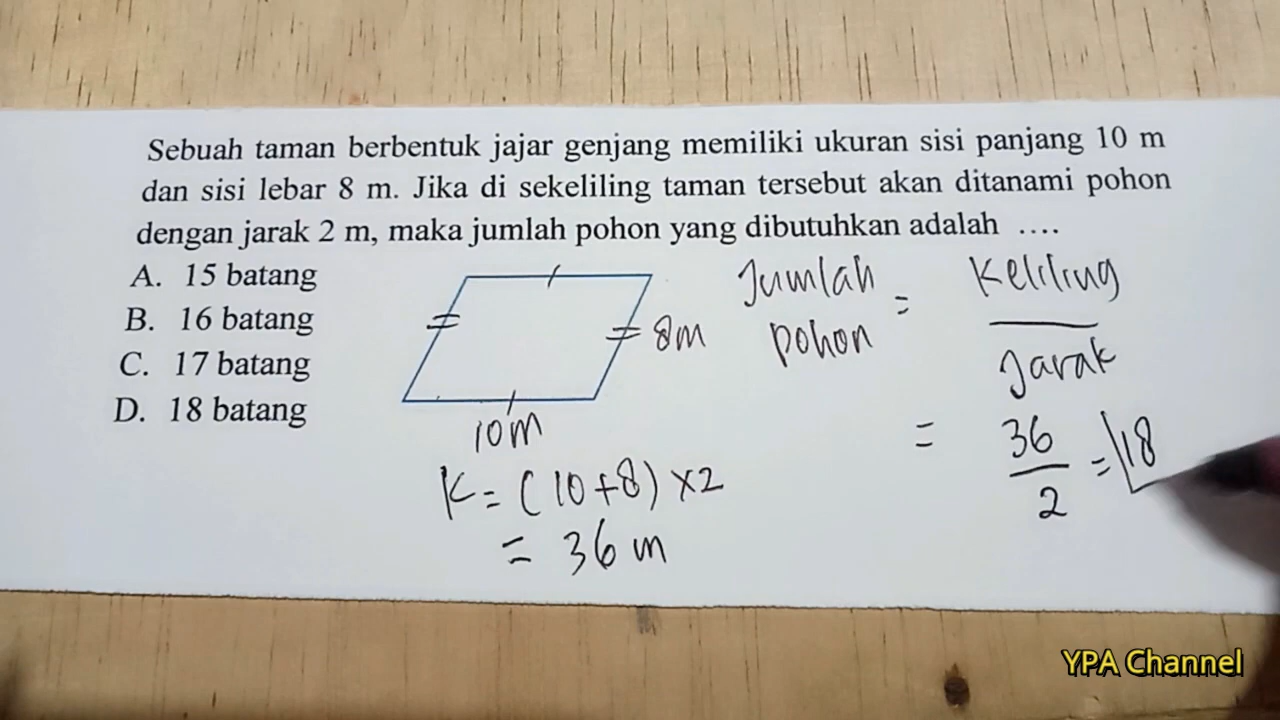 Sebuah taman berbentuk jajar genjang memiliki ukuran sisi panjang 10 m
dan sisi lebar 8 m. Jika di sekeliling taman tersebut akan ditanami pohon
dengan jarak 2 m, maka jumlah pohon yang dibutuhkan adalah ....
A. 15 batang
B. 16 batang
C. 17 batang
D. 18 batang
8m
10m
K = (10+8) x2
= 36 m
Jumlah pohon = Keliling
Jarak
= 36
2
= 18
YPA Channel